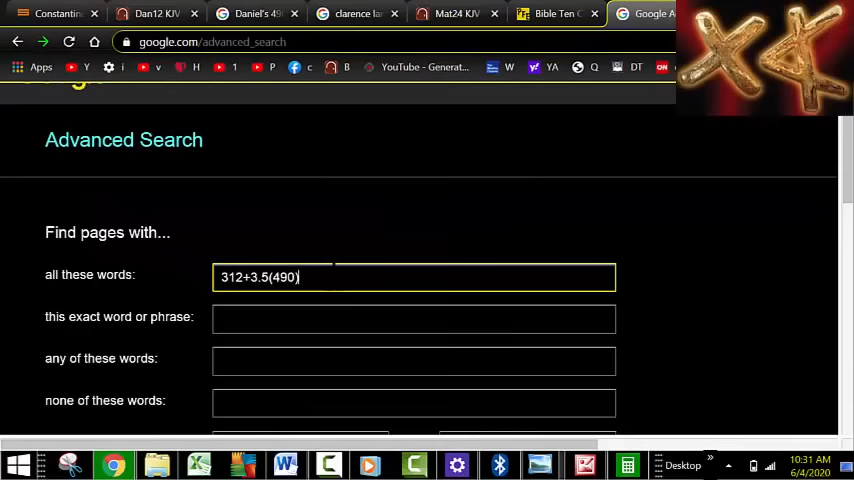 Constantir
Dan12 KJV
Daniel's 49
clarence lar
Mat24 KJV
Bible Ten C
Google A
google.com/advanced_search
Apps Y i v H 1 P c B YouTube - Generat... W YA Q DT CNN
Advanced Search
Find pages with...
all these words: 312+3.5(490)
this exact word or phrase:
any of these words:
none of these words:
Desktop
10:31 AM
6/4/2020